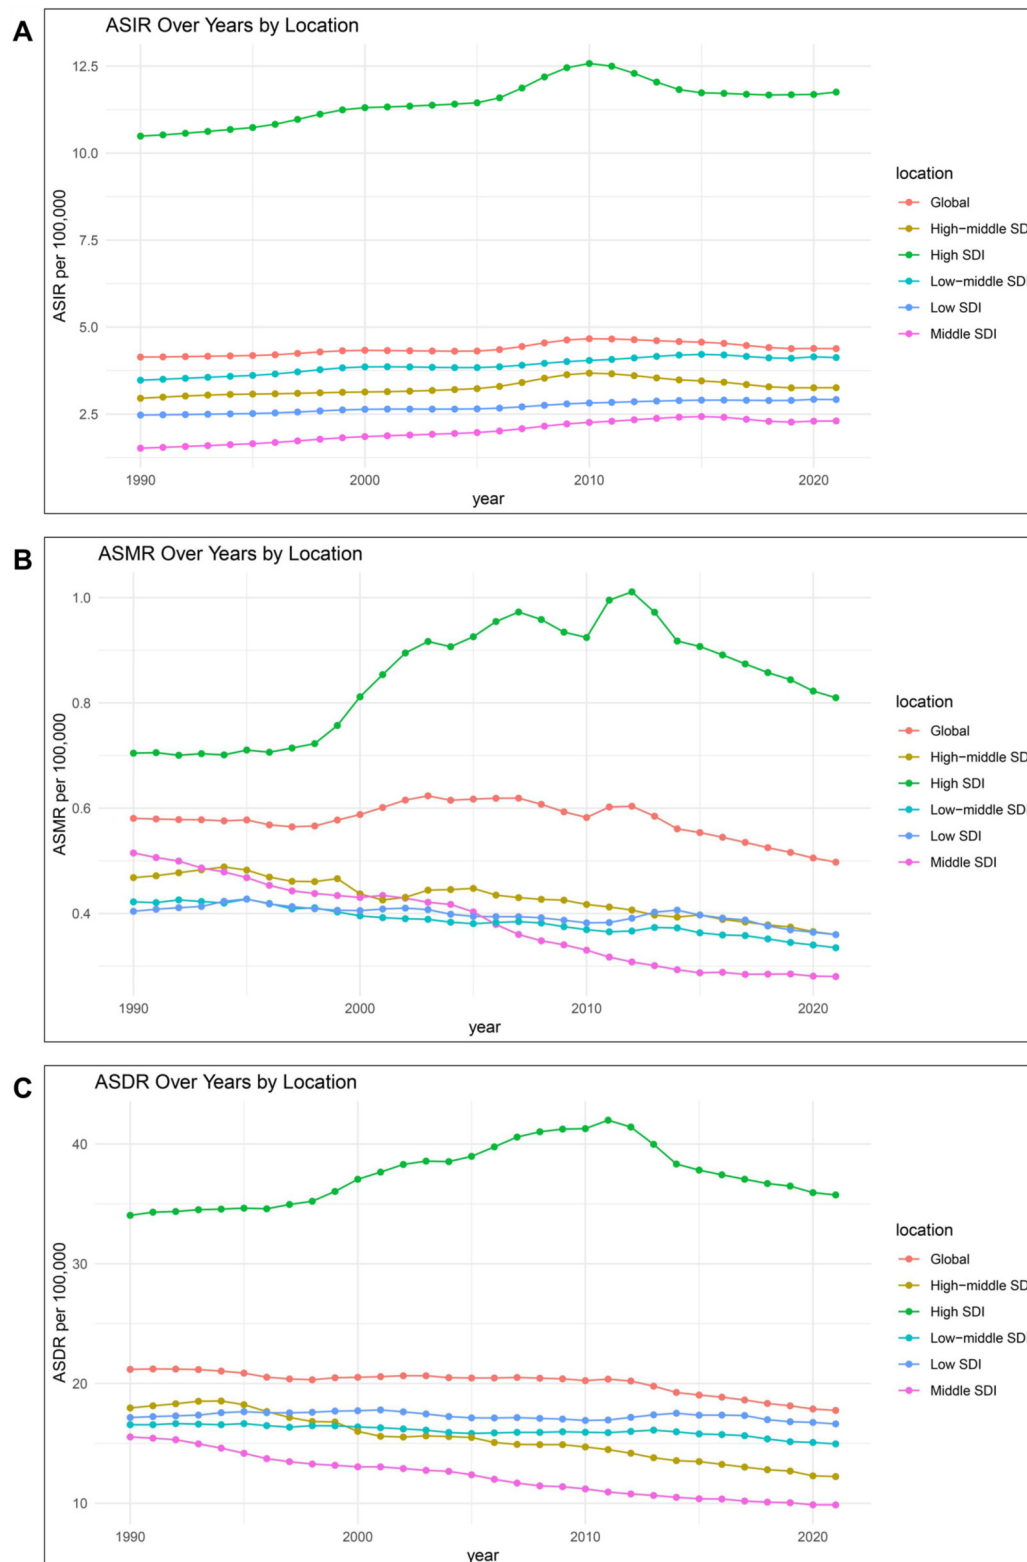 A
ASIR Over Years by Location
12.5
10.0
7.5
5.0
2.5
ASIR per 100,000
1990
2000
2010
2020
year
location
Global
High-middle SD
High SDI
Low-middle SD
Low SDI
Middle SDI
B
ASMR Over Years by Location
1.0
0.8
0.6
0.4
ASMR per 100,000
1990
2000
2010
2020
year
location
Global
High-middle SD
High SDI
Low-middle SD
Low SDI
Middle SDI
C
ASDR Over Years by Location
40
30
20
10
ASDR per 100,000
1990
2000
2010
2020
year
location
Global
High-middle SD
High SDI
Low-middle SD
Low SDI
Middle SDI